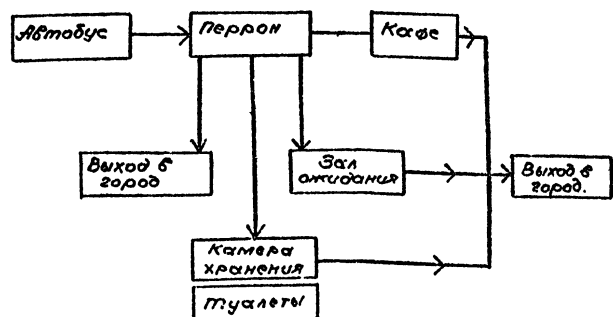 Автобус
Перрон
Кафе
Выход в
город
Зал
ожидания
Выход в
город.
Камера
хранения
Туалеты